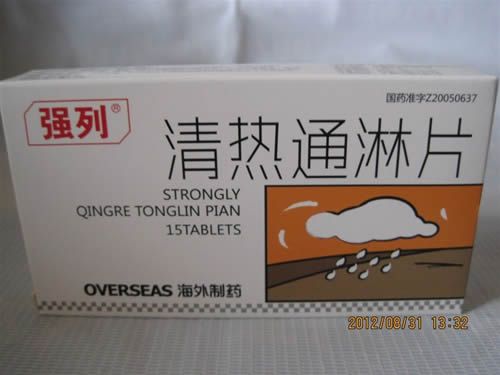 国药准字Z20050637
强列®
清热通淋片
STRONGLY
QINGRE TONGLIN PIAN
15TABLETS
OVERSEAS 海外制药
2012/08/31 13:32